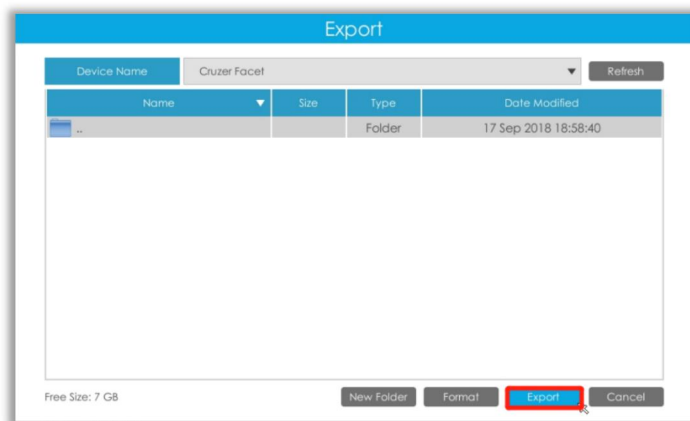 Export
Device Name Cruzer Facet Refresh
Name Size Type Date Modified
.. Folder 17 Sep 2018 18:58:40
Free Size: 7 GB New Folder Format Export Cancel